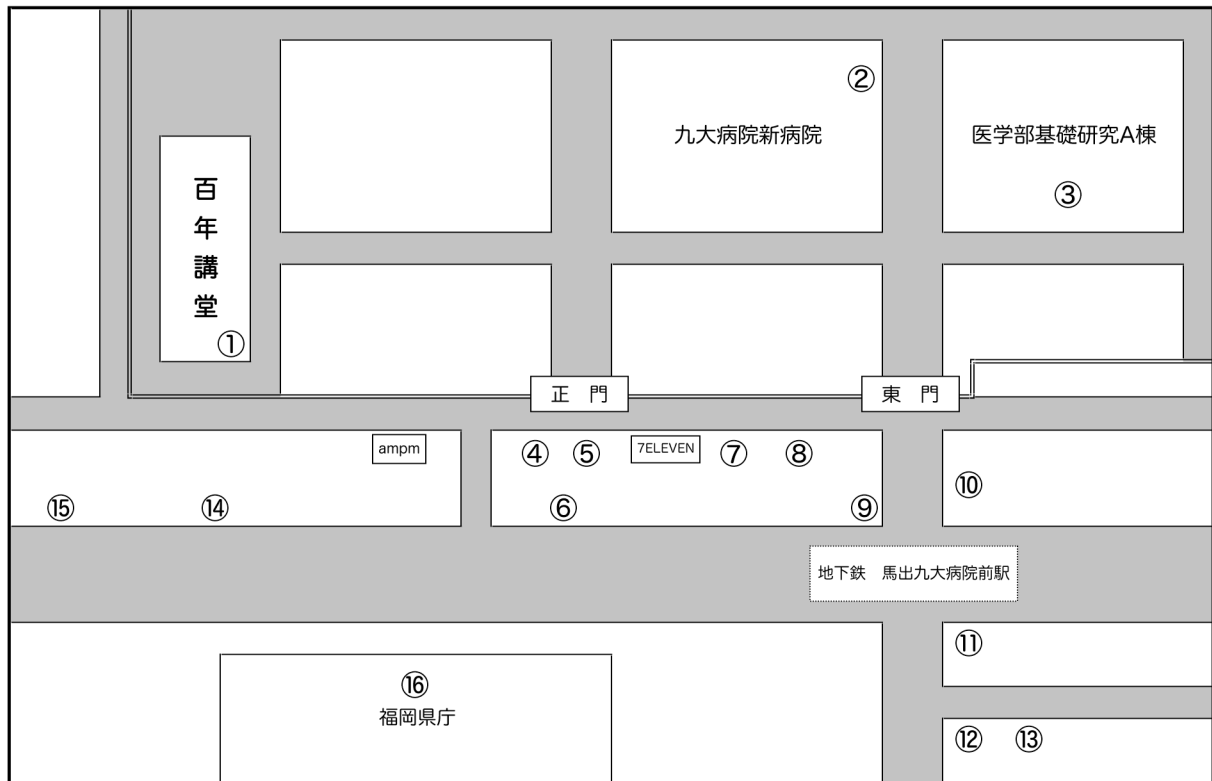 ②
九大病院新病院
医学部基礎研究A棟
③
百年講堂
①
正 門
東 門
ampm
④
⑤
7ELEVEN
⑦
⑧
⑩
⑮
⑭
⑥
⑨
地下鉄 馬出九大病院前駅
⑪
⑯
福岡県庁
⑫
⑬